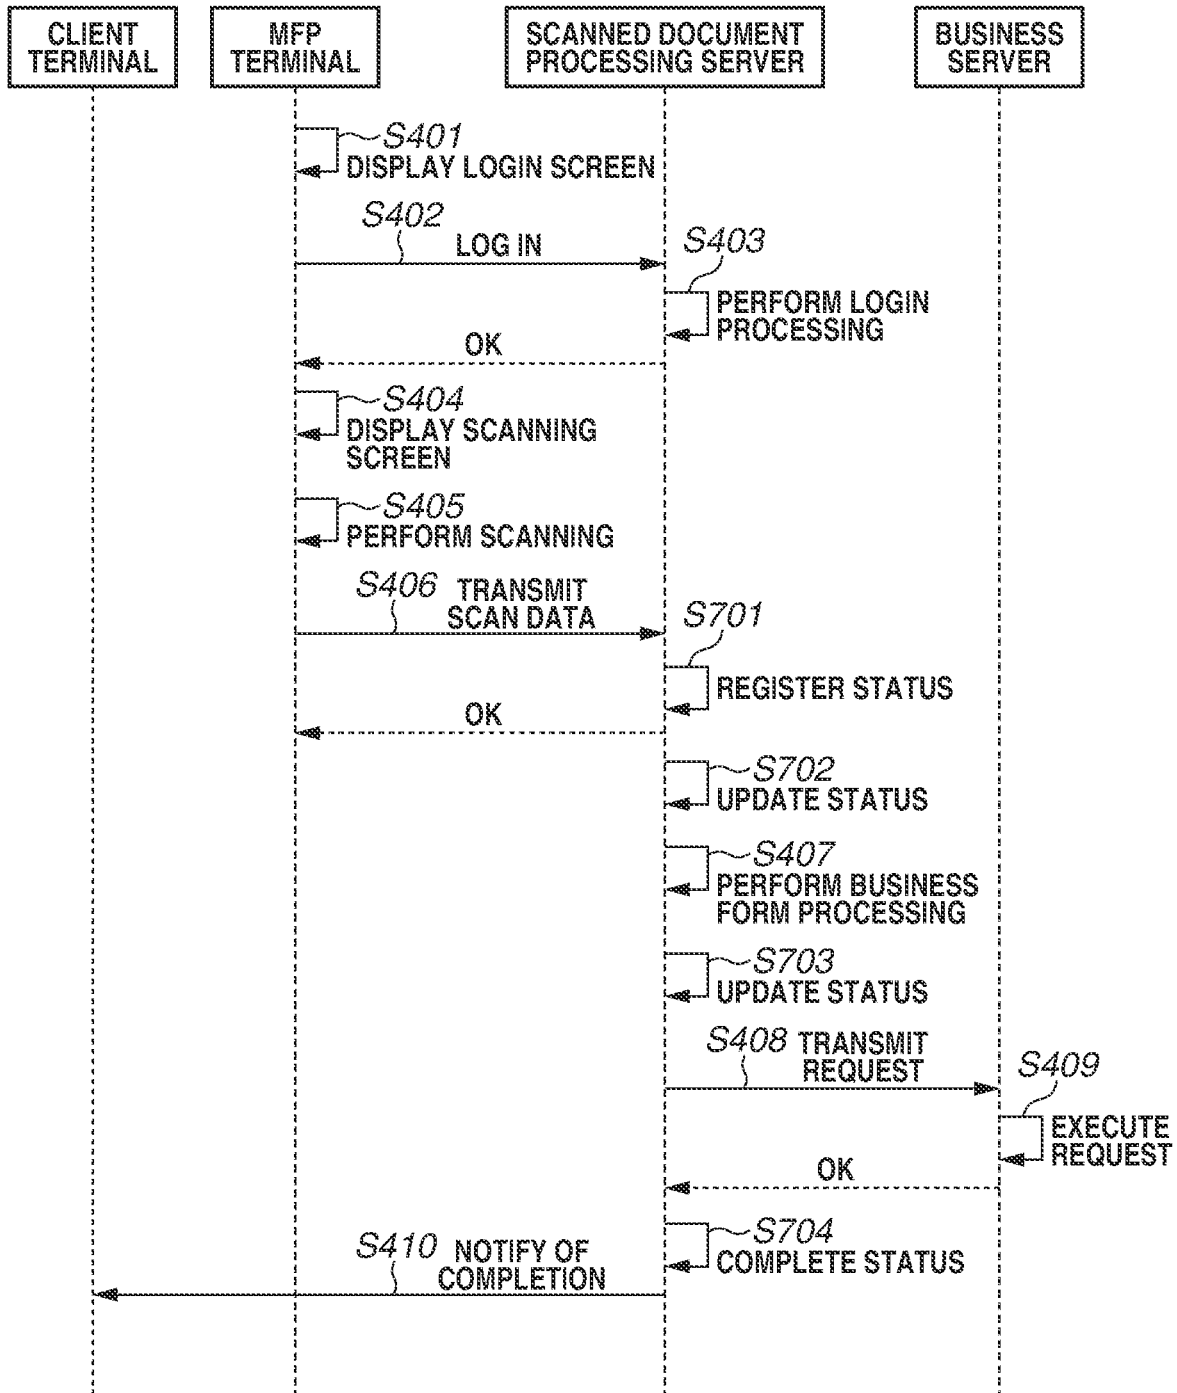 CLIENT
TERMINAL
MFP
TERMINAL
SCANNED DOCUMENT
PROCESSING SERVER
BUSINESS
SERVER
S401
DISPLAY LOGIN SCREEN
S402
LOG IN
S403
PERFORM LOGIN
PROCESSING
OK
S404
DISPLAY SCANNING
SCREEN
S405
PERFORM SCANNING
S406
TRANSMIT
SCAN DATA
S701
REGISTER STATUS
OK
S702
UPDATE STATUS
S407
PERFORM BUSINESS
FORM PROCESSING
S703
UPDATE STATUS
S408
TRANSMIT
REQUEST
S409
EXECUTE
REQUEST
OK
S704
COMPLETE STATUS
S410
NOTIFY OF
COMPLETION